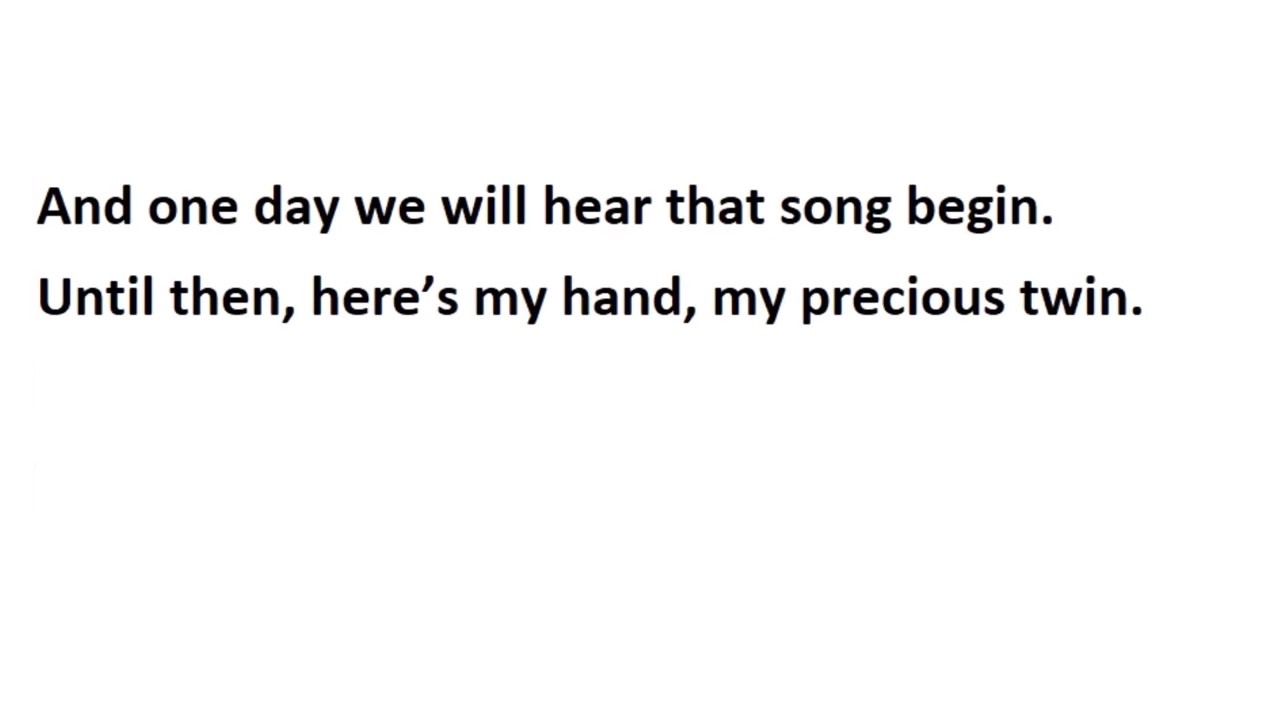 And one day we will hear that song begin.
Until then, here’s my hand, my precious twin.